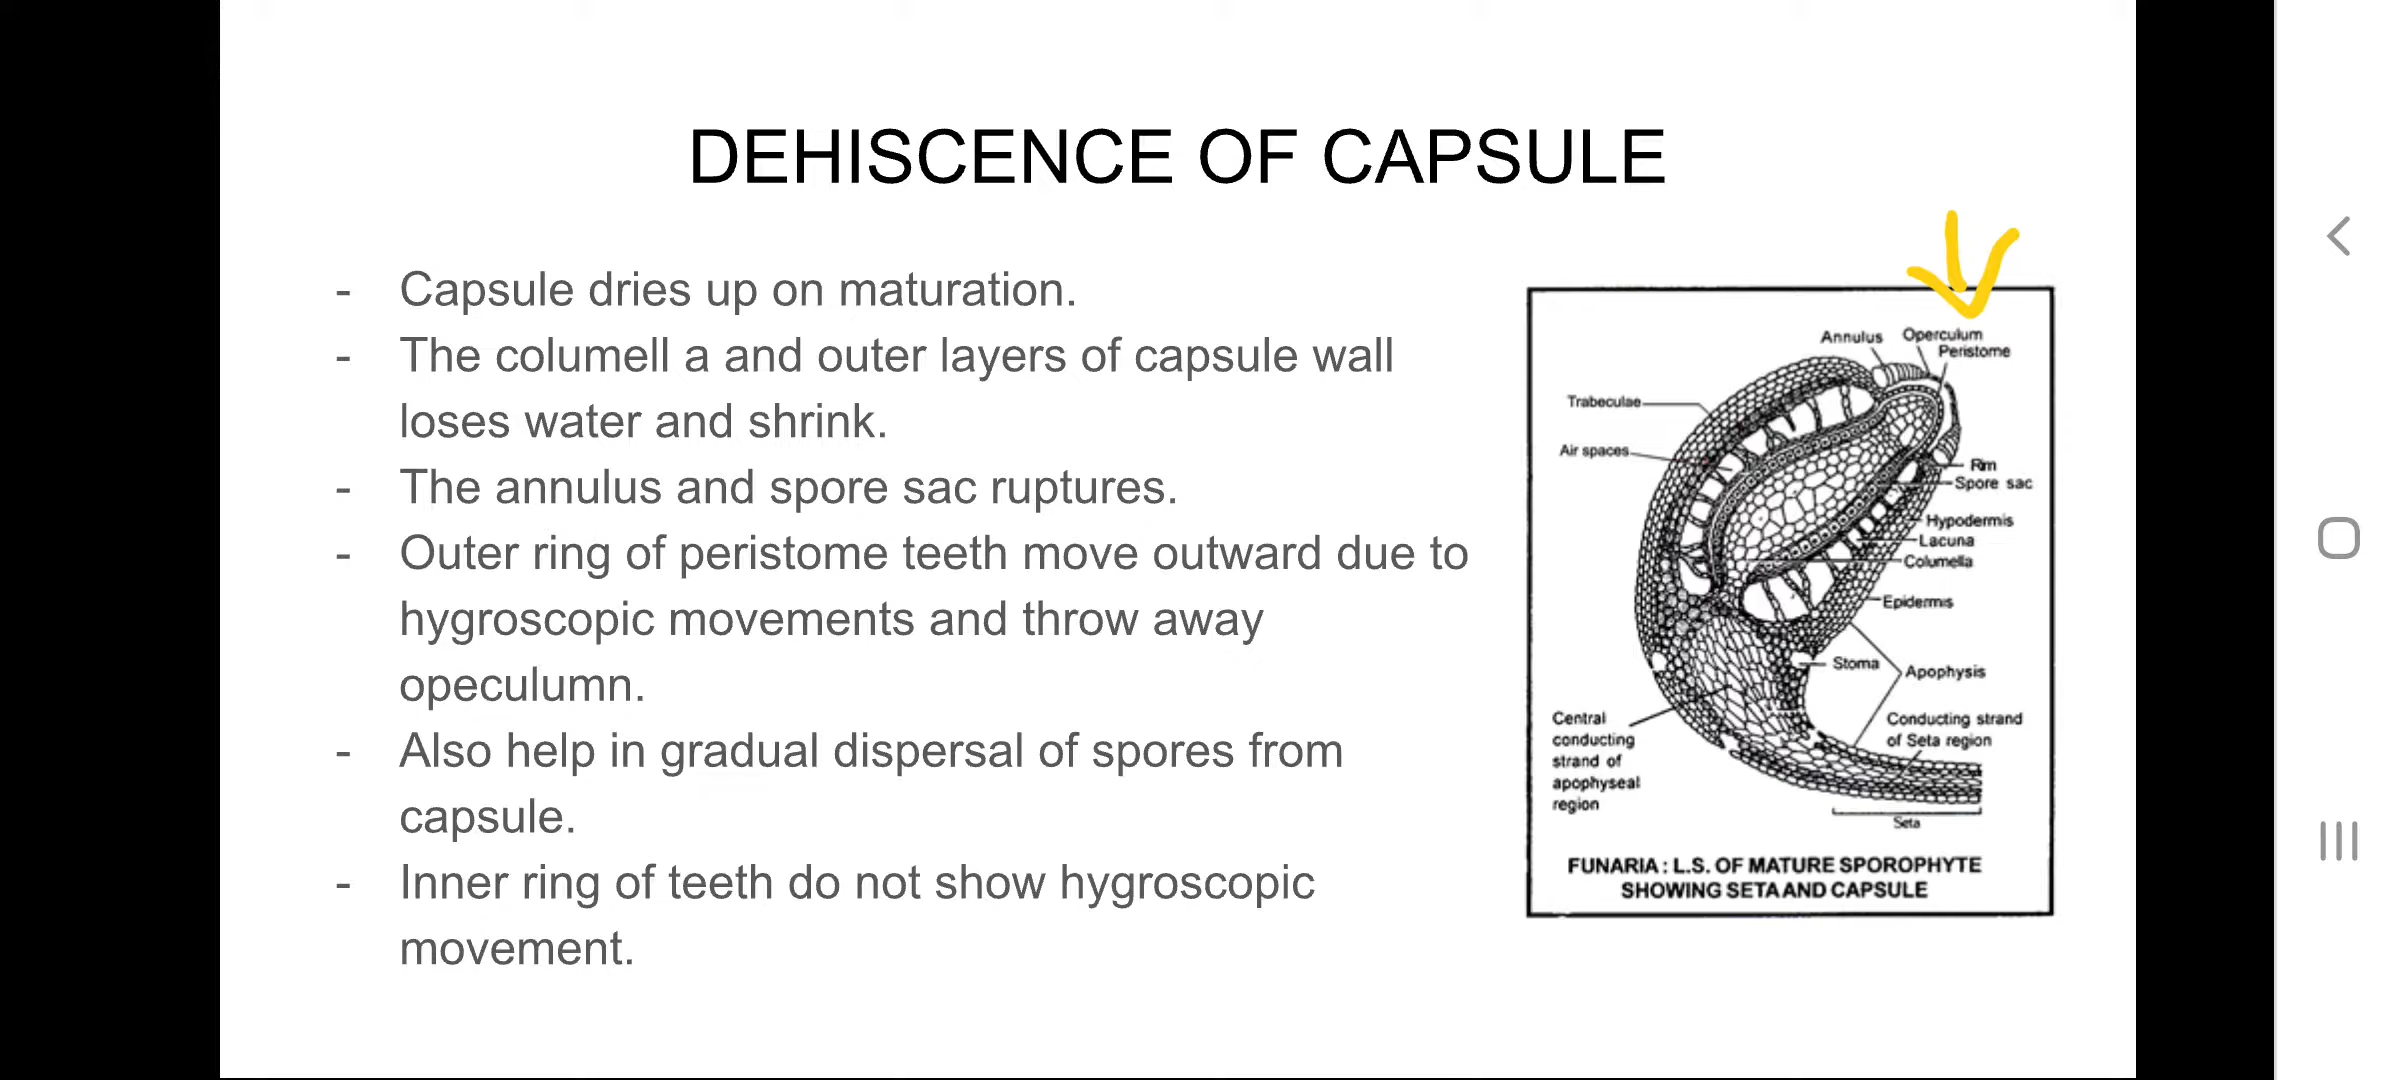 DEHISCENCE OF CAPSULE
- Capsule dries up on maturation.
- The columell a and outer layers of capsule wall
loses water and shrink.
- The annulus and spore sac ruptures.
- Outer ring of peristome teeth move outward due to
hygroscopic movements and throw away
opeculumn.
- Also help in gradual dispersal of spores from
capsule.
- Inner ring of teeth do not show hygroscopic
movement.
Annulus Operculum
Peristome
Trabeculae
Air spaces
Rim
Spore sac
Hypodermis
Lacuna
Columella
Epidermis
Stoma
Apophysis
Central
conducting
strand of
apophyseal
region
Conducting strand
of Seta region
Seta
FUNARIA : L.S. OF MATURE SPOROPHYTE
SHOWING SETA AND CAPSULE